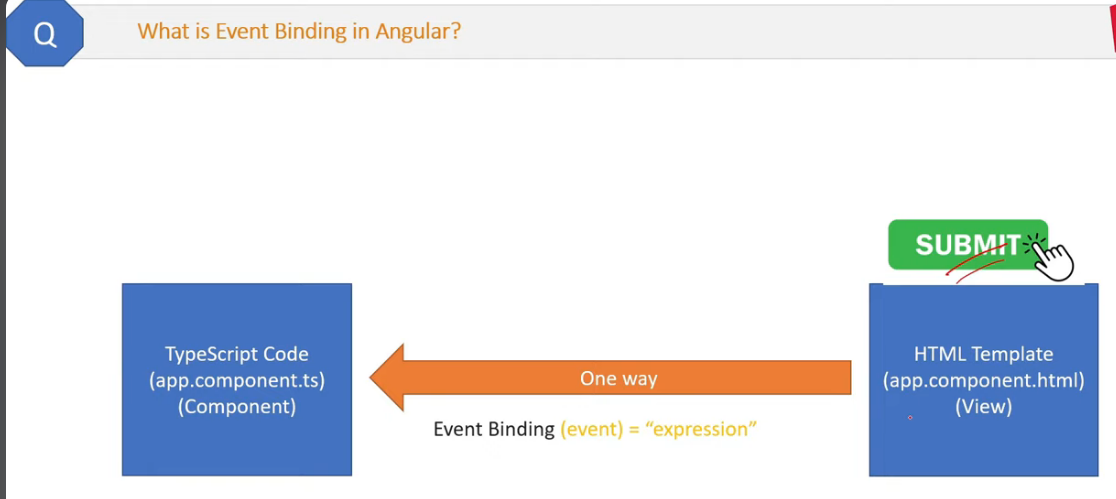 Q
What is Event Binding in Angular?
SUBMIT
TypeScript Code
(app.component.ts)
(Component)
One way
Event Binding (event) = “expression”
HTML Template
(app.component.html)
(View)